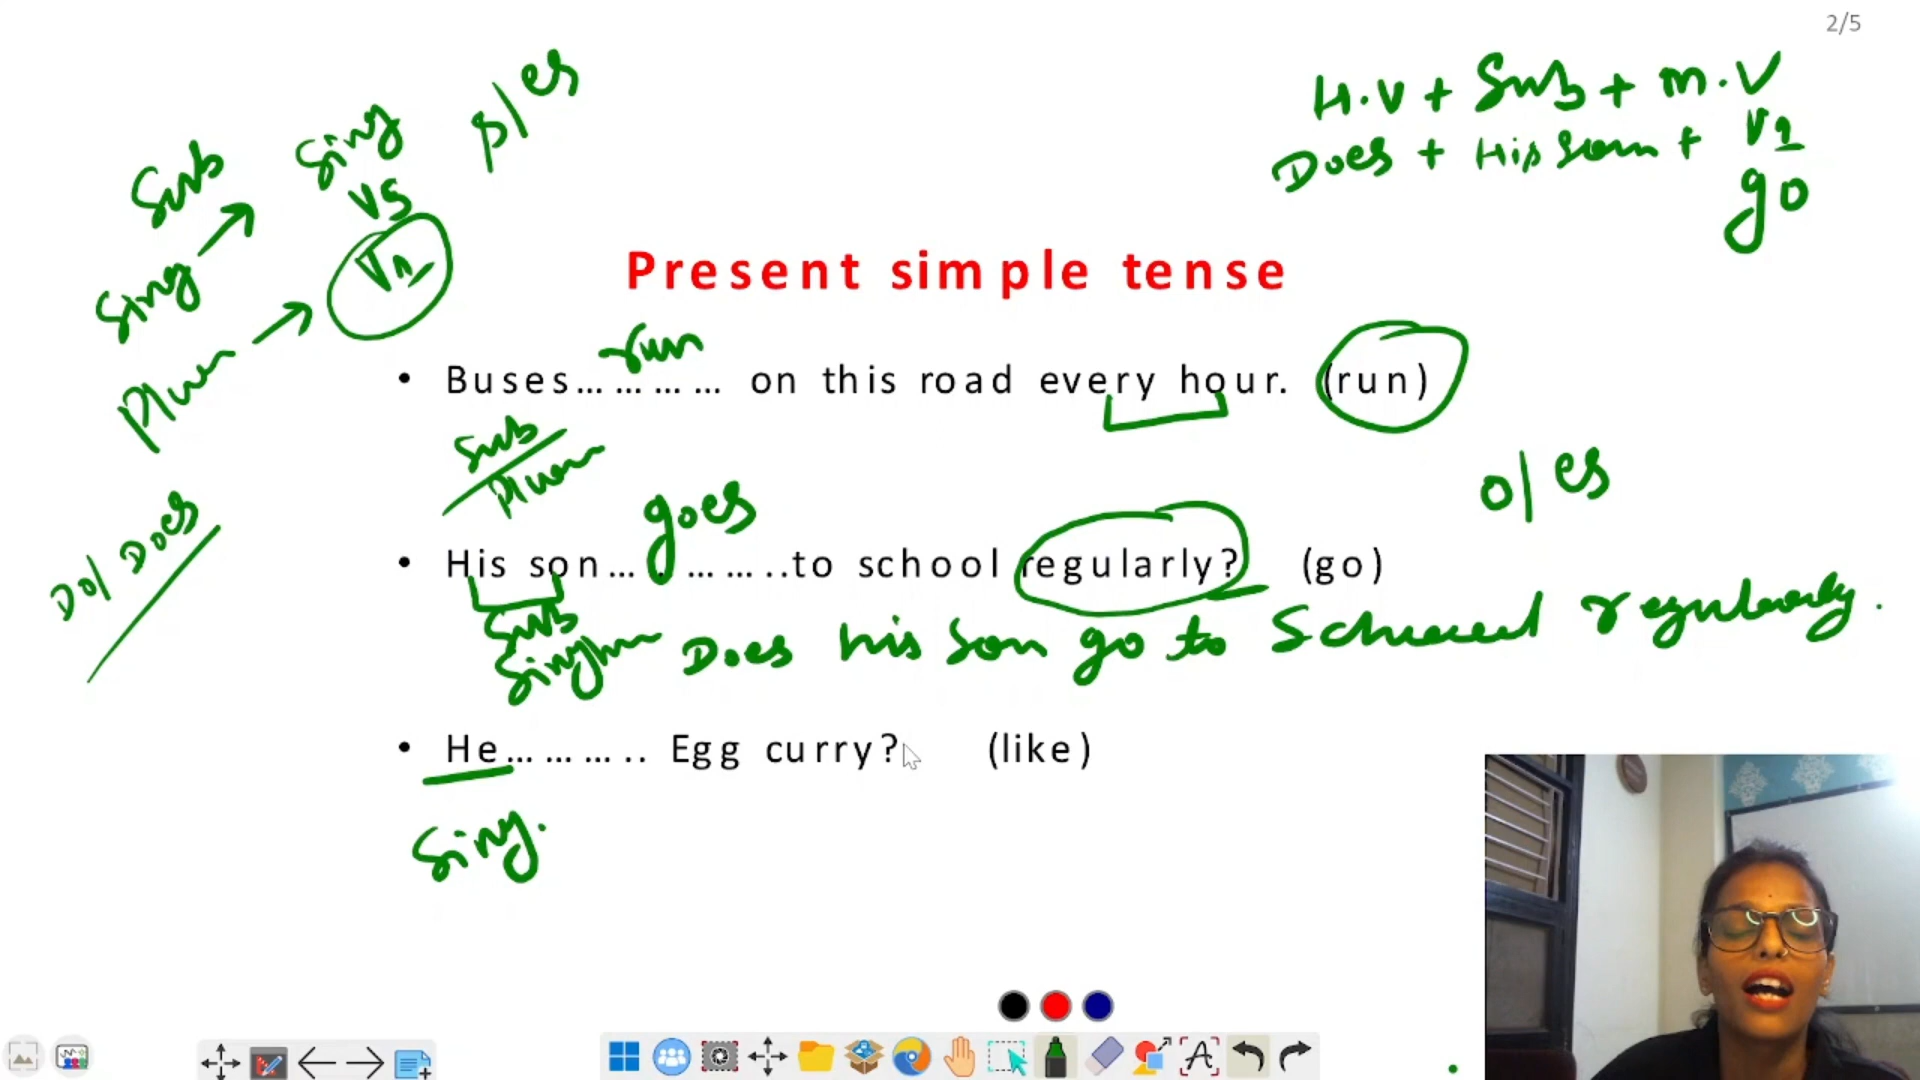 2/5
Sub Sing s/es
vs
Sing → V1
Plur →
H.V + Sub + m.V
Does + His son + V1
go
Present simple tense
run
• Buses………… on this road every hour. (run)
Sub
Plur
Do/Does
goes
o/es
• His son…………..to school regularly? (go)
Sub
Singlur Does his son go to School regularly.
• He……….. Egg curry? (like)
Sing.